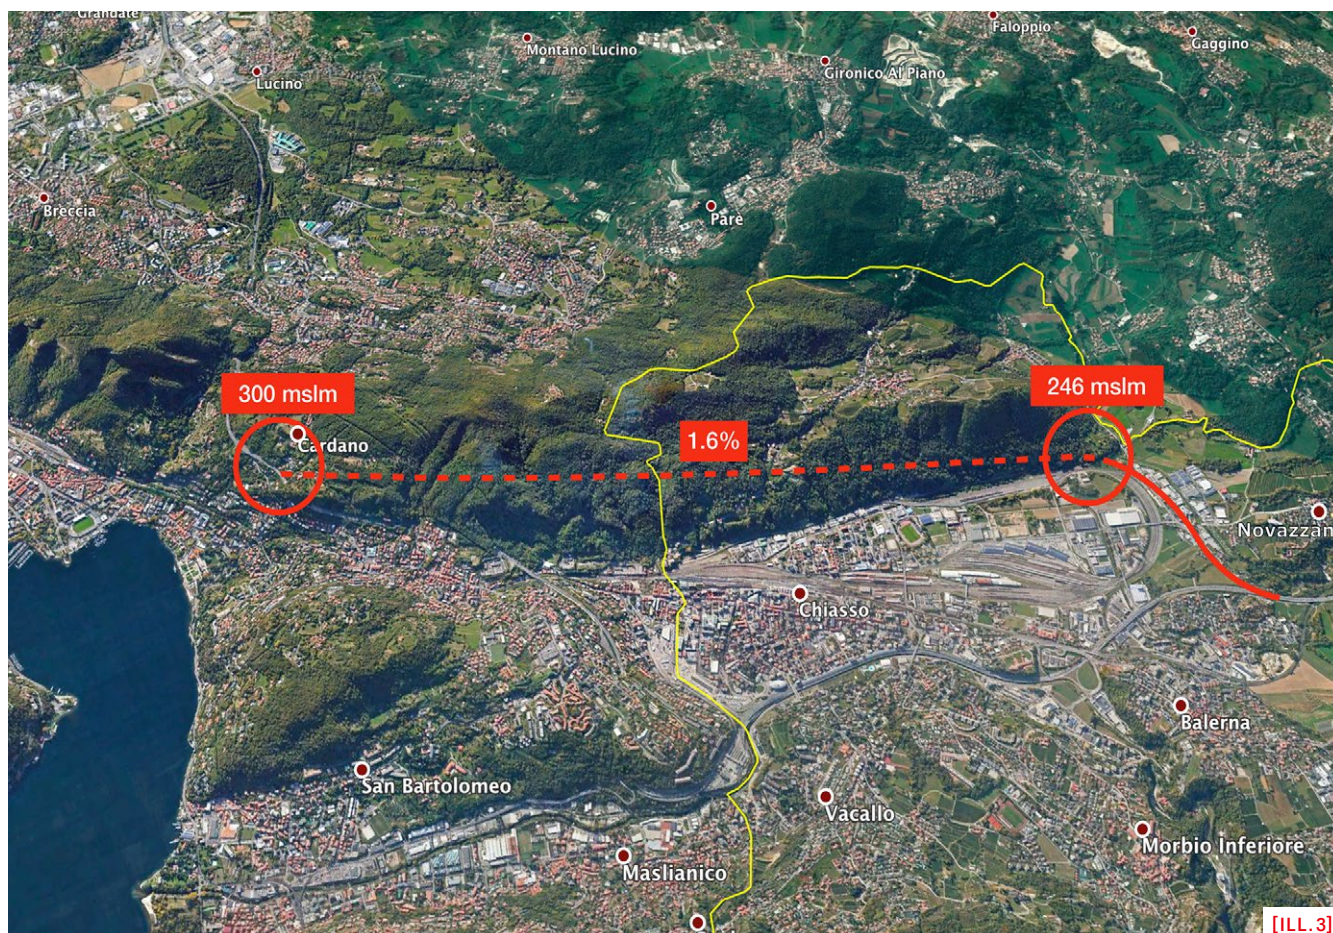 Grandate
Faloppio
Gaggino
Montano Lucino
Gironico Al Piano
Lucino
Breccia
Parè
246 mslm
300 mslm
Cardano
1.6%
Novazzan
Chiasso
Balerna
San Bartolomeo
Vacallo
Morbio Inferiore
Maslianico
[ILL.3]